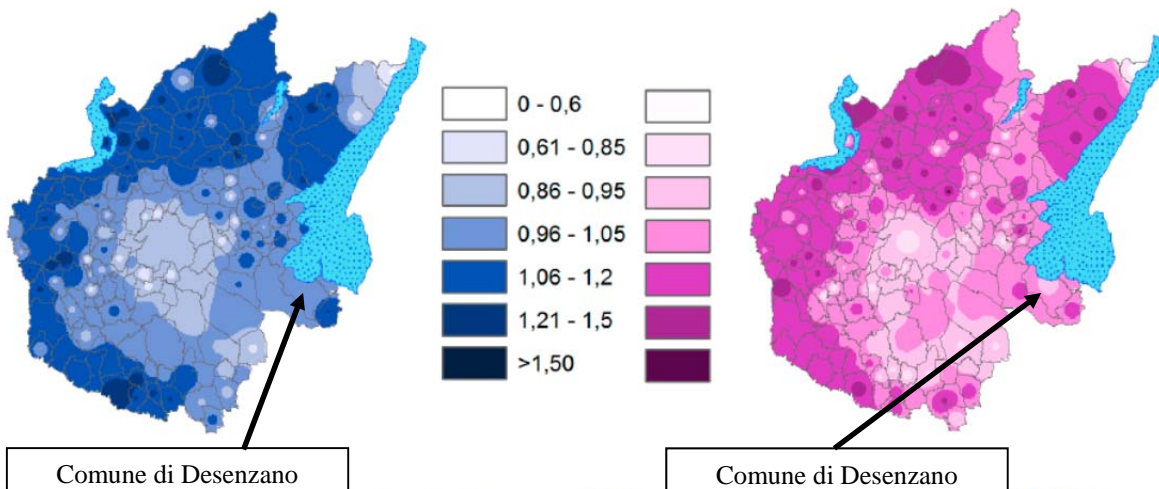 0 - 0,6
0,61 - 0,85
0,86 - 0,95
0,96 - 1,05
1,06 - 1,2
1,21 - 1,5
>1,50
Comune di Desenzano
Comune di Desenzano